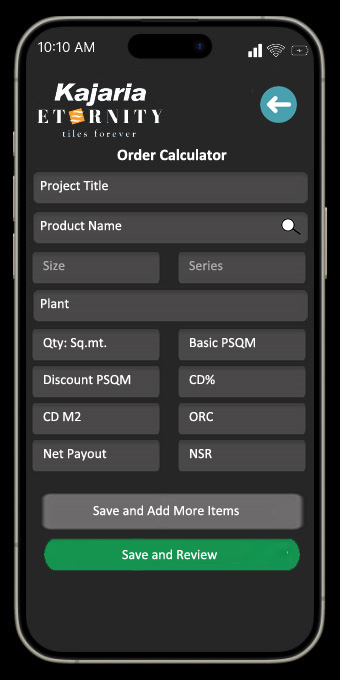 10:10 AM
Kajaria
ETERNITY
tiles forever
Order Calculator
Project Title
Product Name
Size Series
Plant
Qty: Sq.mt. Basic PSQM
Discount PSQM CD%
CD M2 ORC
Net Payout NSR
Save and Add More Items
Save and Review